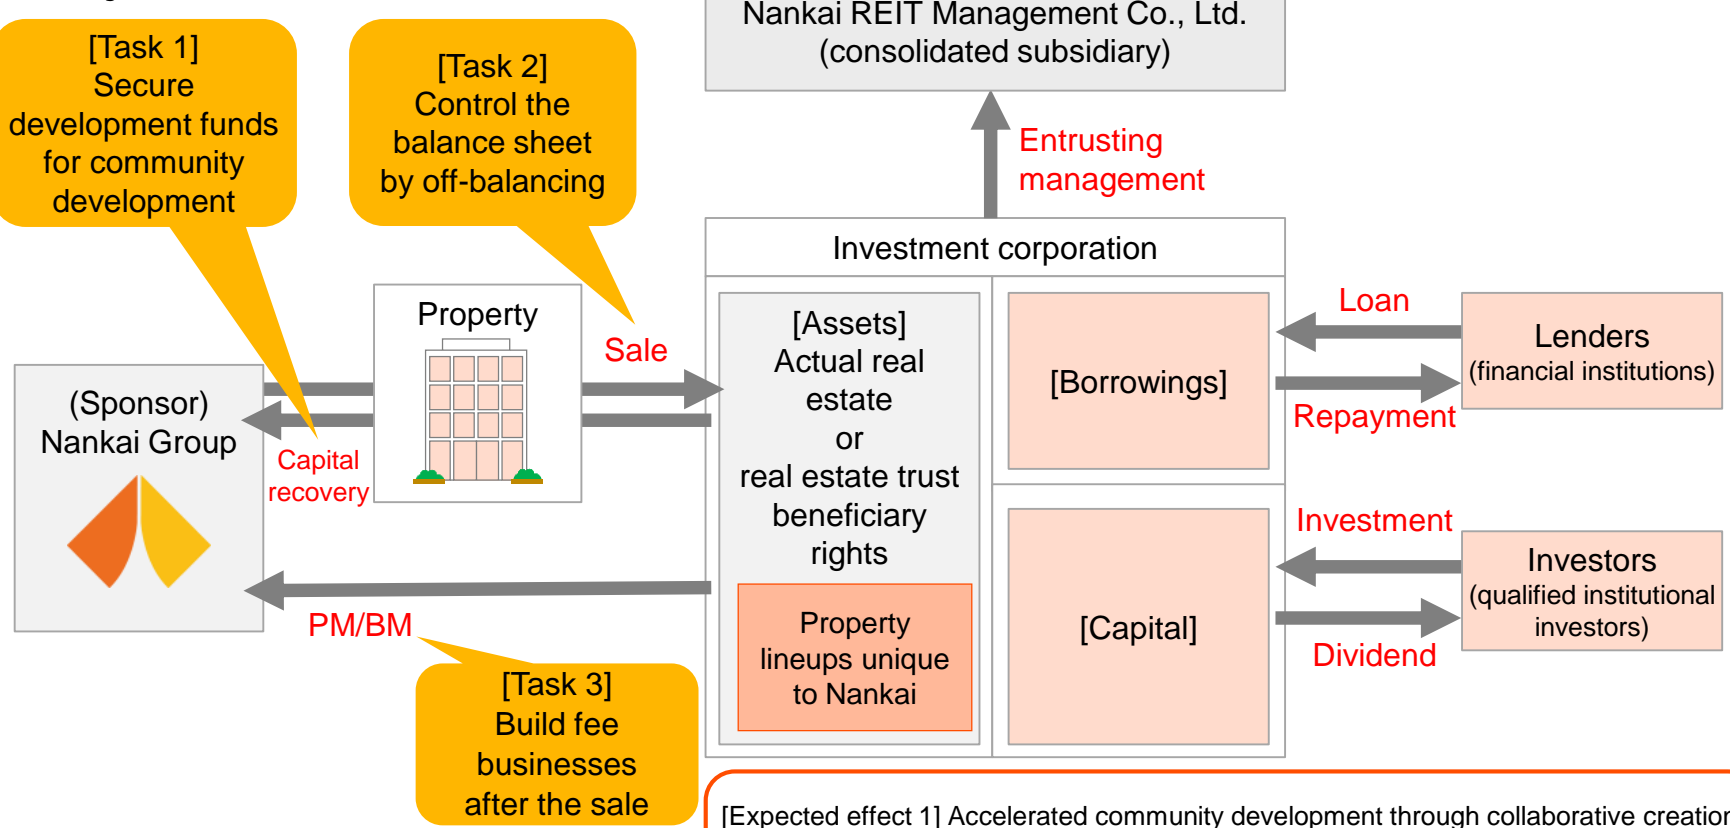 Nankai REIT Management Co., Ltd.
(consolidated subsidiary)
[Task 1]
Secure
development funds
for community
development
[Task 2]
Control the
balance sheet
by off-balancing
Entrusting
management
Investment corporation
Property
Sale
(Sponsor)
Nankai Group
Capital
recovery
[Assets]
Actual real
estate
or
real estate trust
beneficiary
rights
Property
lineups unique
to Nankai
[Borrowings]
[Capital]
Loan
Repayment
Lenders
(financial institutions)
Investment
Dividend
Investors
(qualified institutional
investors)
PM/BM
[Task 3]
Build fee
businesses
after the sale
[Expected effect 1] Accelerated community development through collaborative creation